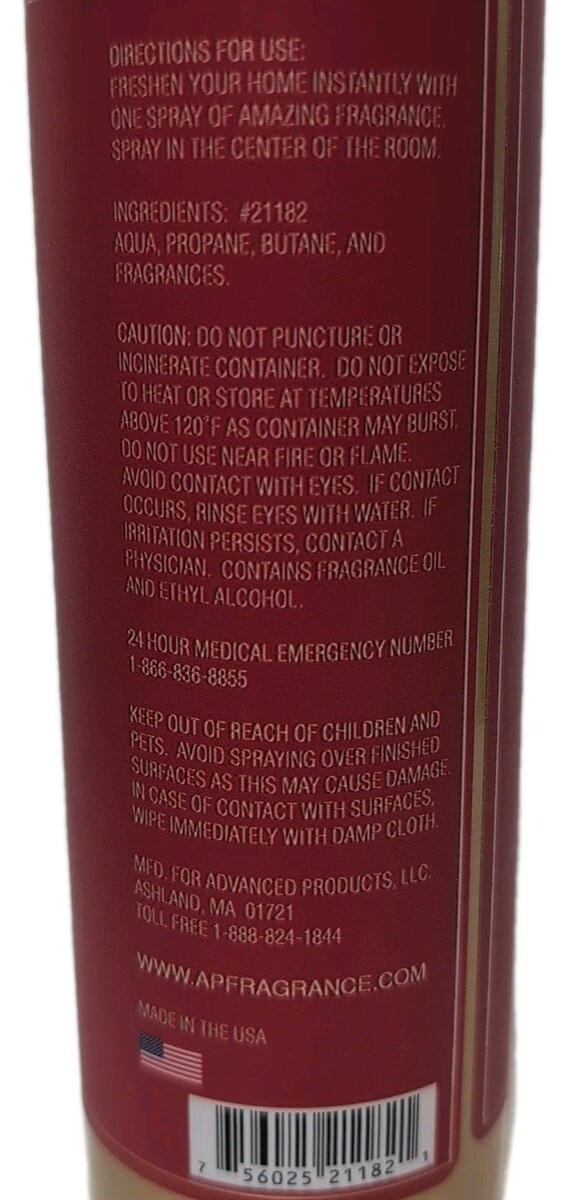 DIRECTIONS FOR USE:
FRESHEN YOUR HOME INSTANTLY WITH
ONE SPRAY OF AMAZING FRAGRANCE.
SPRAY IN THE CENTER OF THE ROOM.
INGREDIENTS: #21182
AQUA, PROPANE, BUTANE, AND
FRAGRANCES.
CAUTION: DO NOT PUNCTURE OR
INCINERATE CONTAINER. DO NOT EXPOSE
TO HEAT OR STORE AT TEMPERATURES
ABOVE 120°F AS CONTAINER MAY BURST.
DO NOT USE NEAR FIRE OR FLAME.
AVOID CONTACT WITH EYES. IF CONTACT
OCCURS, RINSE EYES WITH WATER. IF
IRRITATION PERSISTS, CONTACT A
PHYSICIAN. CONTAINS FRAGRANCE OIL
AND ETHYL ALCOHOL.
24 HOUR MEDICAL EMERGENCY NUMBER
1-866-836-8855
KEEP OUT OF REACH OF CHILDREN AND
PETS. AVOID SPRAYING OVER FINISHED
SURFACES AS THIS MAY CAUSE DAMAGE.
IN CASE OF CONTACT WITH SURFACES,
WIPE IMMEDIATELY WITH DAMP CLOTH.
MFD. FOR ADVANCED PRODUCTS, LLC.
ASHLAND, MA 01721
TOLL FREE 1-888-824-1844
WWW.APFRAGRANCE.COM
MADE IN THE USA
7 56025 21182 1